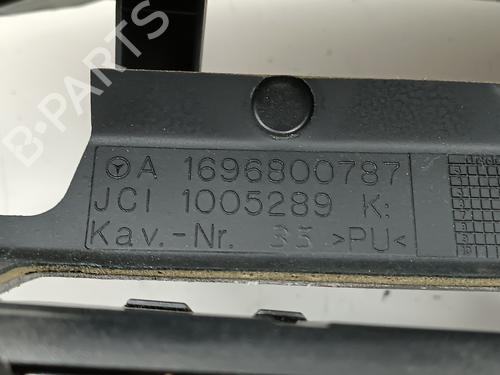 A 1696800787
JCI 1005289 K:
Kav.-Nr. 35 >PU<
B-PARTS